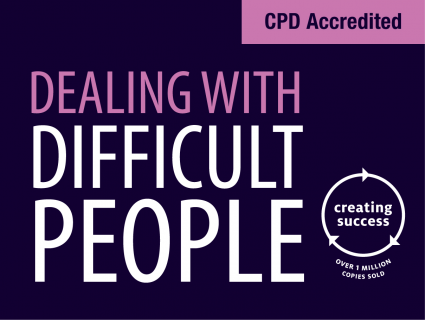 CPD Accredited
DEALING WITH
DIFFICULT
PEOPLE
creating
success
OVER 1 MILLION
COPIES SOLD